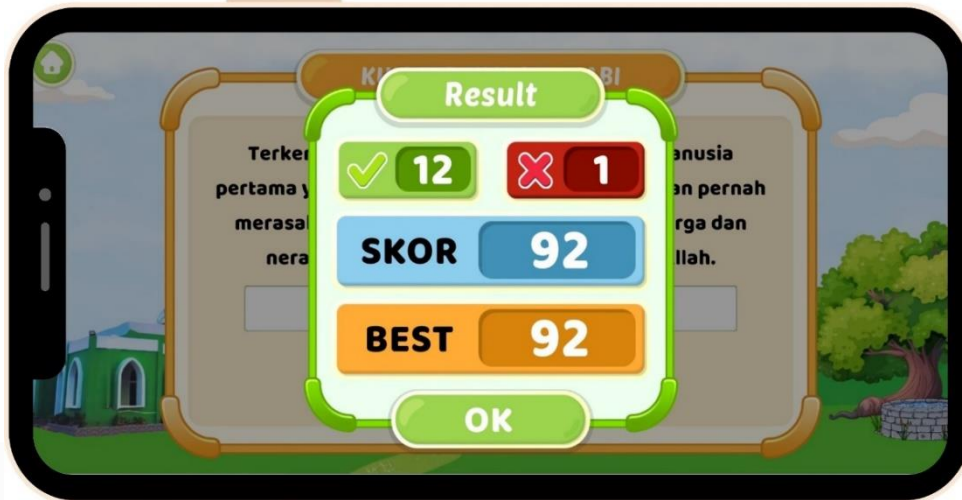 KU BI
Result
Terke anusia
12 1
pertama y an pernah
merasa rga dan
SKOR 92
nera llah.
BEST 92
OK